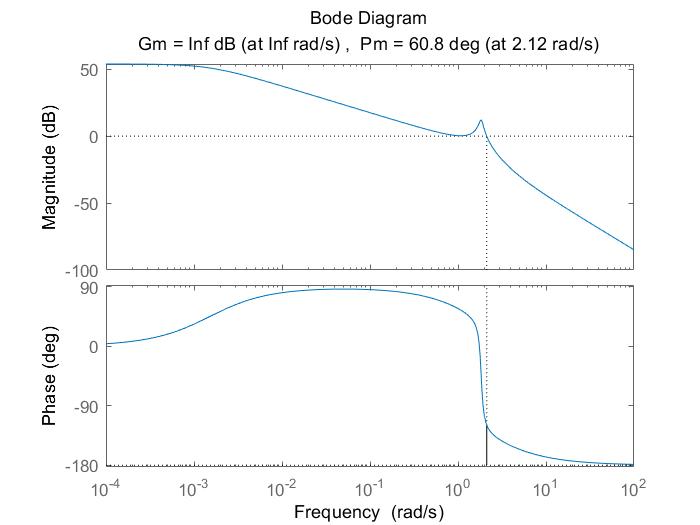 Bode Diagram
Gm = Inf dB (at Inf rad/s) ,  Pm = 60.8 deg (at 2.12 rad/s)
Magnitude (dB)
50
0
-50
-100
Phase (deg)
90
0
-90
-180
10^-4 10^-3 10^-2 10^-1 10^0 10^1 10^2
Frequency  (rad/s)